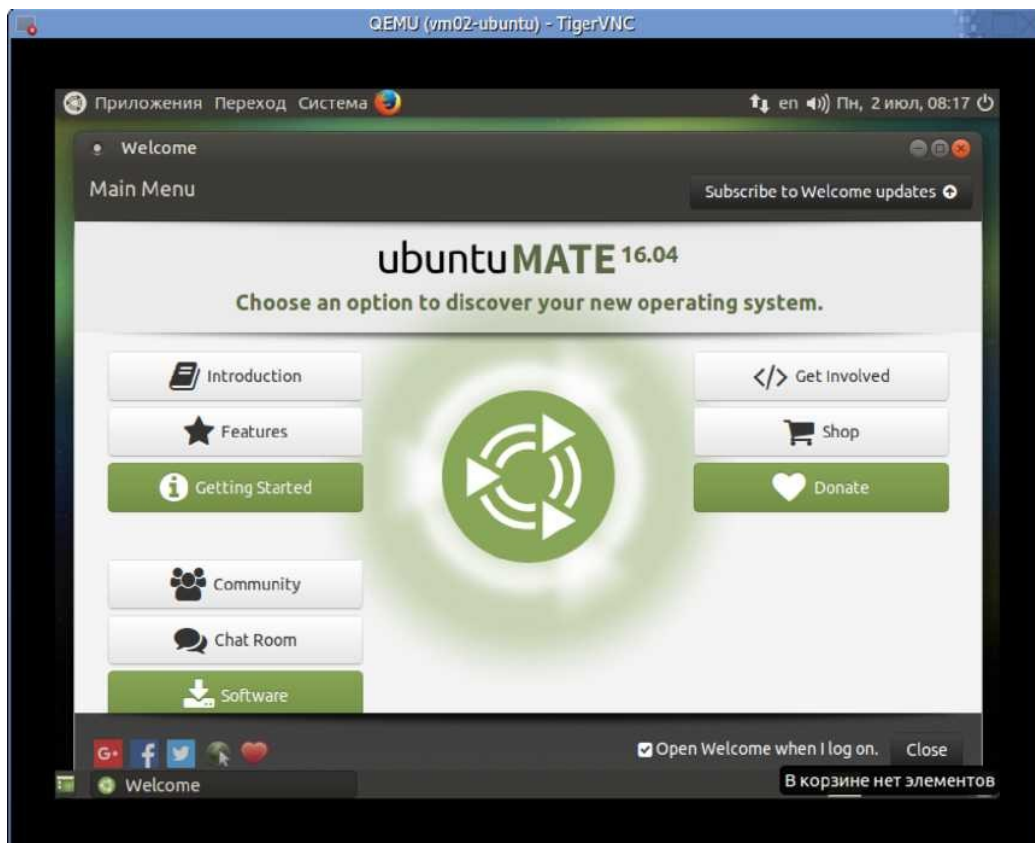 QEMU (vm02-ubuntu) - TigerVNC
Приложения Переход Система en Пн, 2 июл, 08:17
Welcome
Main Menu Subscribe to Welcome updates
ubuntu MATE 16.04
Choose an option to discover your new operating system.
Introduction
Features
Getting Started
Community
Chat Room
Software
Get Involved
Shop
Donate
G+ f Open Welcome when I log on. Close
Welcome В корзине нет элементов